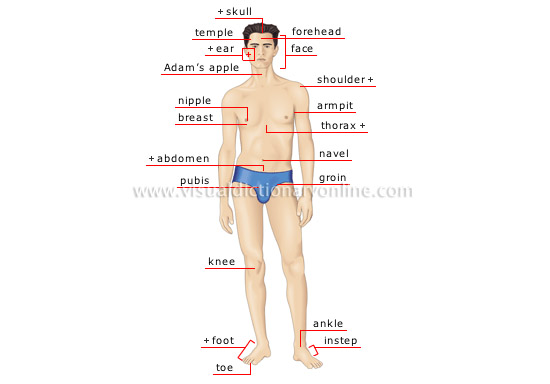 + skull
temple
forehead
+ ear
face
+
Adam's apple
shoulder +
nipple
armpit
breast
thorax +
+ abdomen
navel
pubis
groin
www.visualdictionaryonline.com
knee
ankle
+ foot
instep
toe